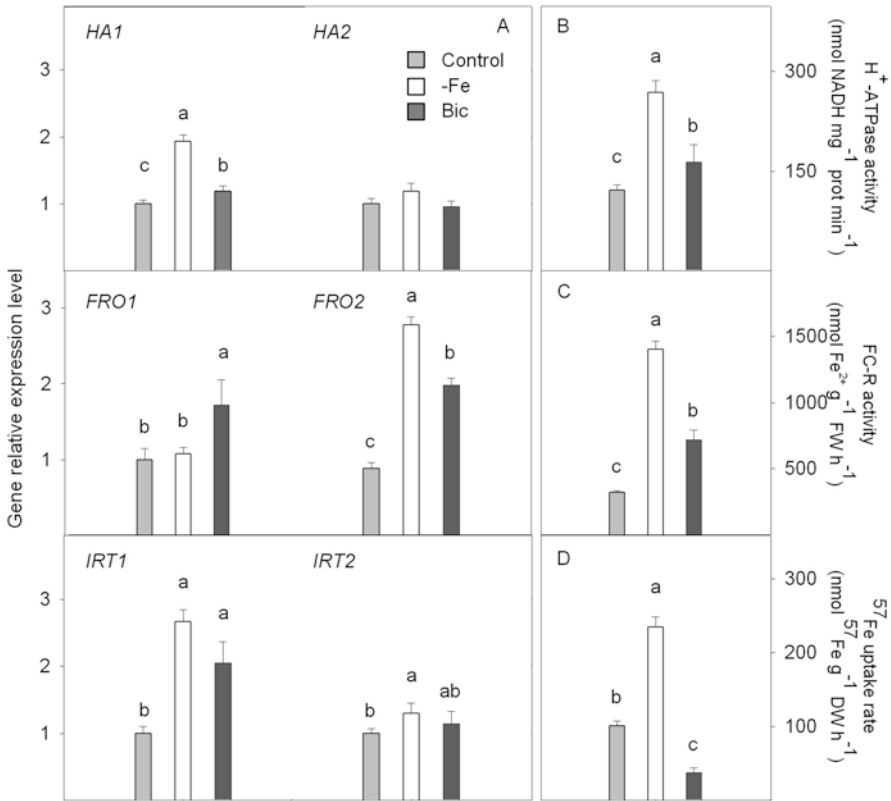 HA1
HA2
A
Control
-Fe
Bic
3
2
1
c
a
b
B
a
c
b
300
150
H⁺-ATPase activity
(nmol NADH mg⁻¹ prot min⁻¹)
Gene relative expression level
FRO1
FRO2
3
2
1
b
b
a
c
a
b
C
c
a
b
1500
1000
500
FC-R activity
(nmol Fe²⁺ g⁻¹ FW h⁻¹)
IRT1
IRT2
3
2
1
b
a
a
b
a
ab
D
b
a
c
300
200
100
⁵⁷Fe uptake rate
(nmol ⁵⁷Fe g⁻¹ DW h⁻¹)